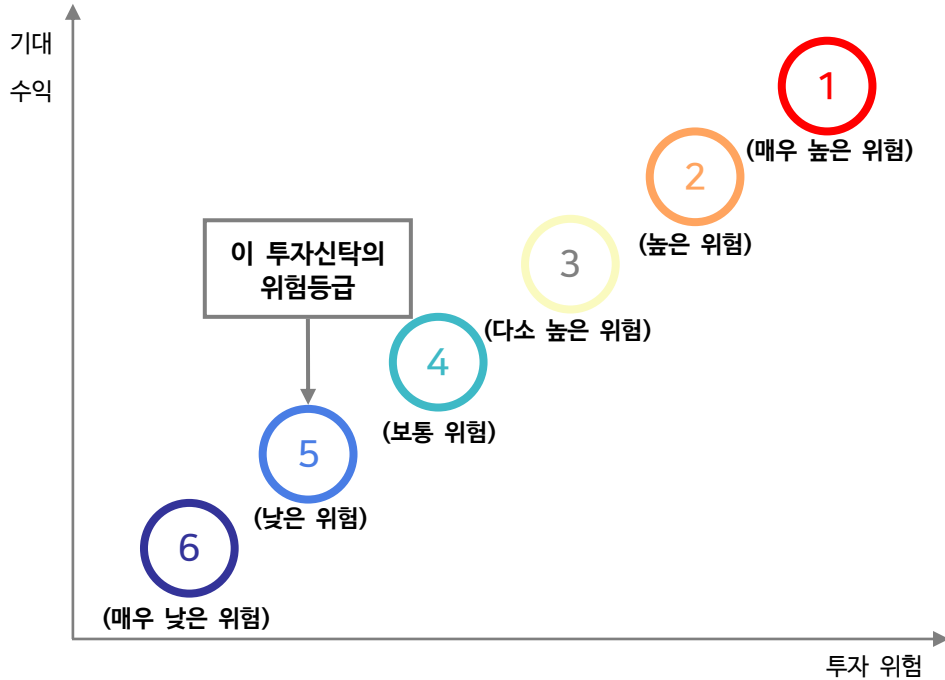 기대
수익
1
(매우 높은 위험)
2
(높은 위험)
이 투자신탁의
위험등급
3
(다소 높은 위험)
4
(보통 위험)
5
(낮은 위험)
6
(매우 낮은 위험)
투자 위험